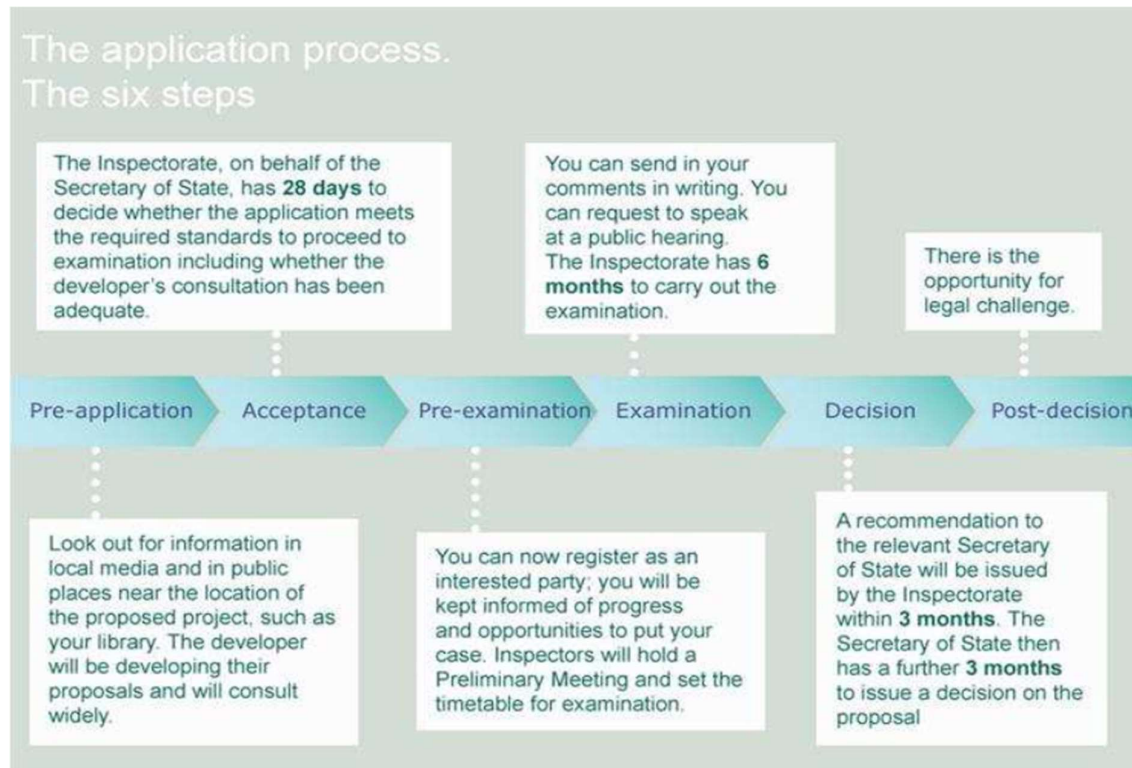 The application process.
The six steps
The Inspectorate, on behalf of the
Secretary of State, has 28 days to
decide whether the application meets
the required standards to proceed to
examination including whether the
developer's consultation has been
adequate.
You can send in your
comments in writing. You
can request to speak
at a public hearing.
The Inspectorate has 6
months to carry out the
examination.
There is the
opportunity for
legal challenge.
Pre-application
Acceptance
Pre-examination
Examination
Decision
Post-decision
Look out for information in
local media and in public
places near the location of
the proposed project, such as
your library. The developer
will be developing their
proposals and will consult
widely.
You can now register as an
interested party; you will be
kept informed of progress
and opportunities to put your
case. Inspectors will hold a
Preliminary Meeting and set the
timetable for examination.
A recommendation to
the relevant Secretary
of State will be issued
by the Inspectorate
within 3 months. The
Secretary of State then
has a further 3 months
to issue a decision on the
proposal